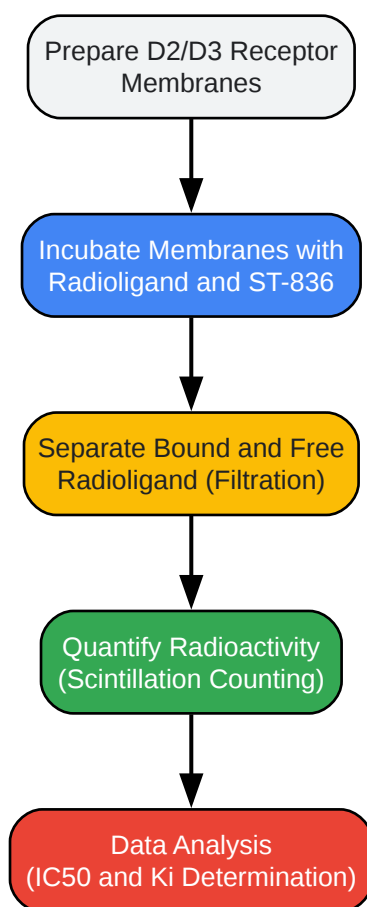 Prepare D2/D3 Receptor
Membranes
Incubate Membranes with
Radioligand and ST-836
Separate Bound and Free
Radioligand (Filtration)
Quantify Radioactivity
(Scintillation Counting)
Data Analysis
(IC50 and Ki Determination)